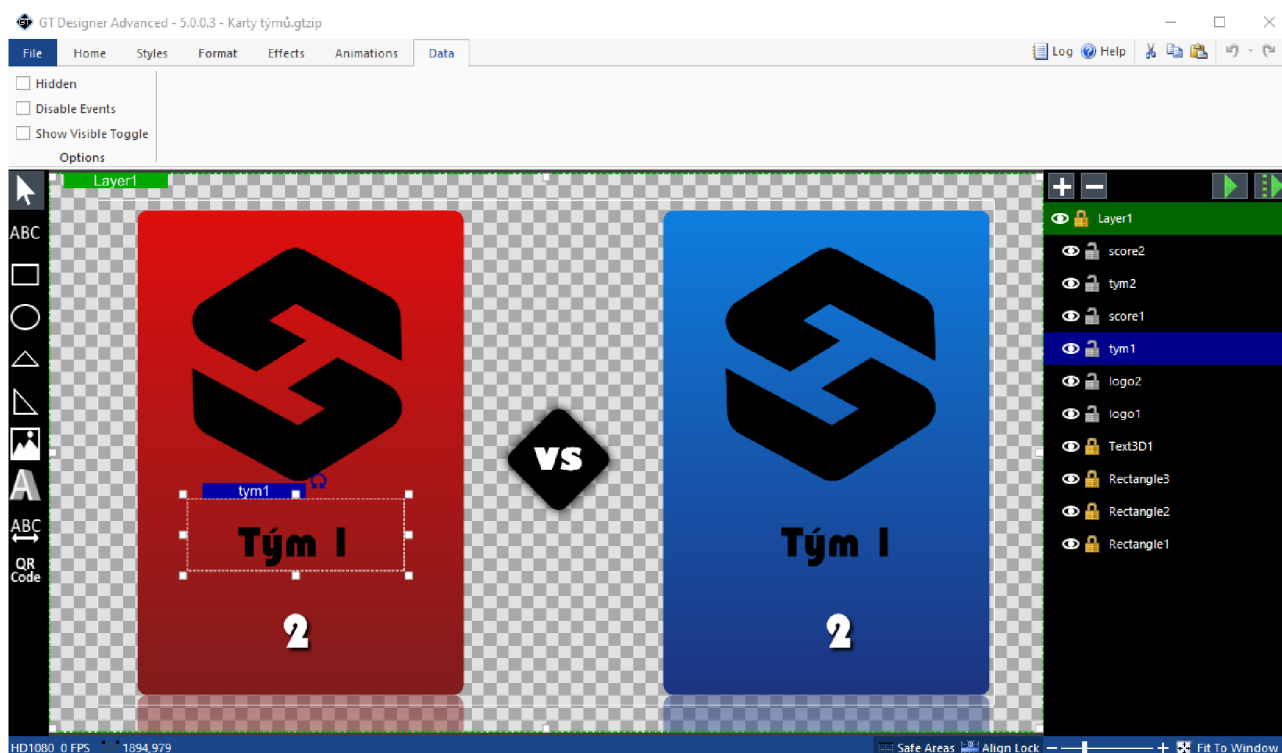 GT GT Designer Advanced - 5.0.0.3 - Karty týmů.gtzip
File Home Styles Format Effects Animations Data Log Help
Hidden
Disable Events
Show Visible Toggle
Options
Layer1
Layer1
ABC
score2
tym2
score1
tym1
logo2
logo1
Text3D1
VS
Rectangle3
tym1
Rectangle2
ABC
Tým 1
Tým 1
Rectangle1
QR
Code
2
2
HD1080 0 FPS 1894,979 Safe Areas Align Lock Fit To Window